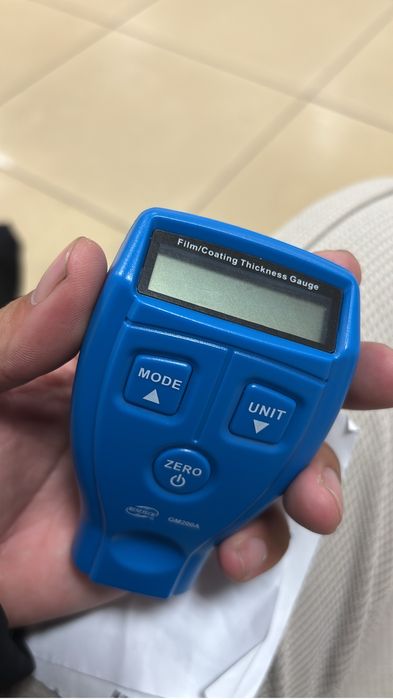 Film/Coating Thickness Gauge
MODE
UNIT
ZERO
GM200A